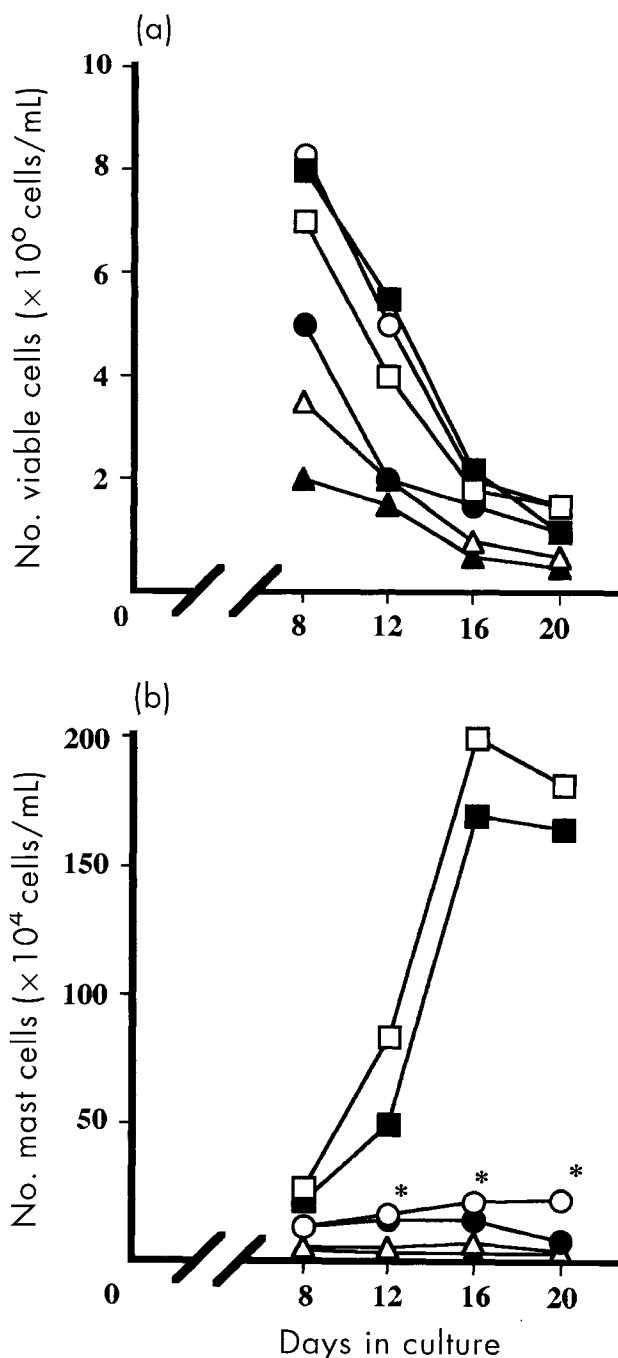 (a)
No. viable cells (× 10⁰ cells/mL)
10
8
6
4
2
0
8 12 16 20
(b)
No. mast cells (× 10⁴ cells/mL)
200
150
100
50
0
* * *
8 12 16 20
Days in culture